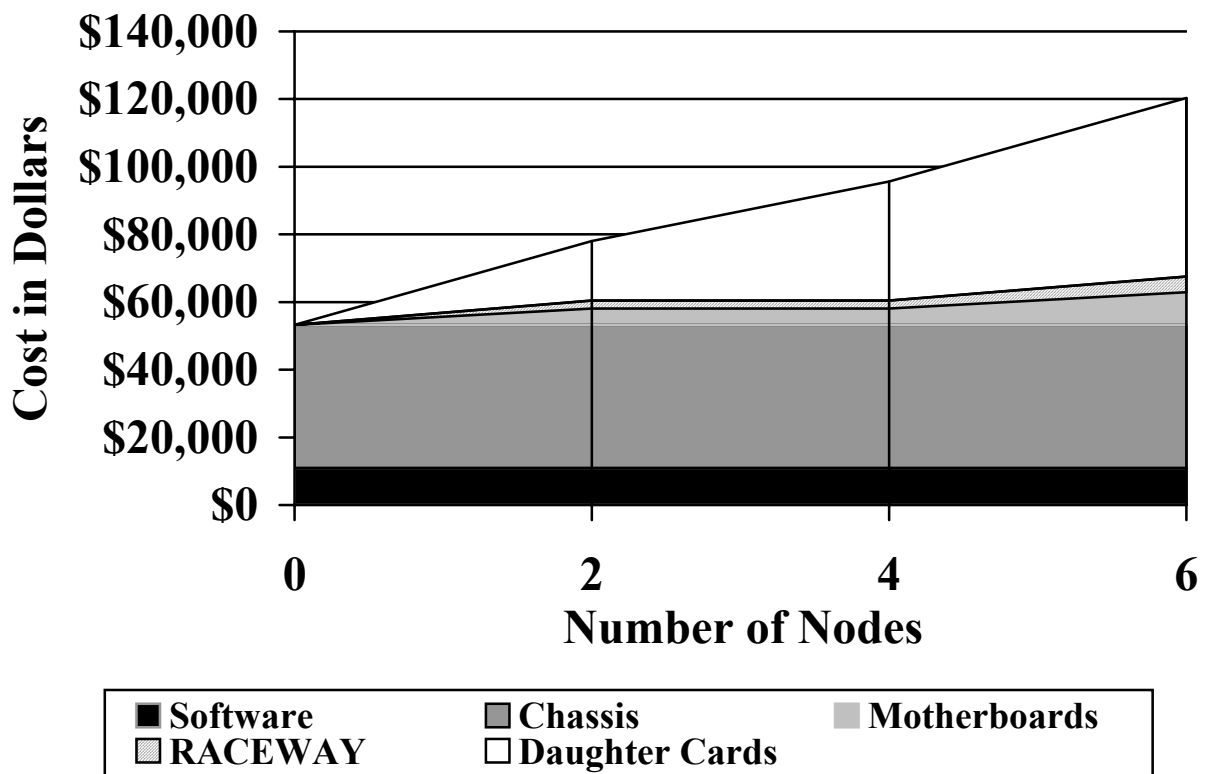 $140,000
$120,000
$100,000
$80,000
$60,000
$40,000
$20,000
$0
Cost in Dollars
0 2 4 6
Number of Nodes
Software Chassis Motherboards
RACEWAY Daughter Cards